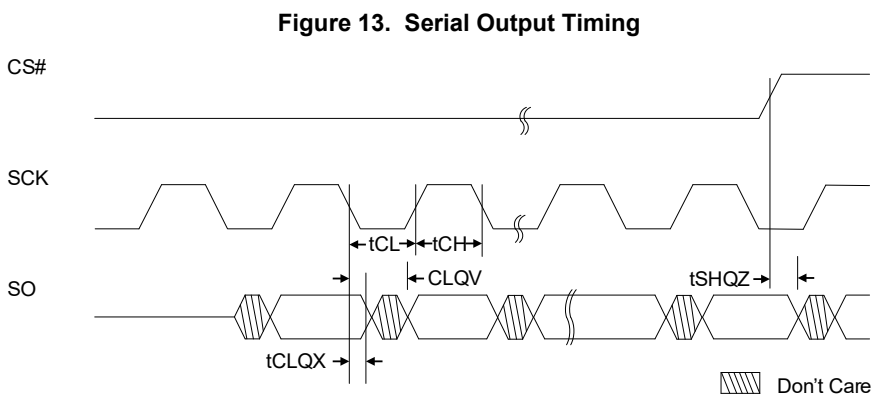 Figure 13. Serial Output Timing
CS#
SCK
tCL
tCH
CLQV
tSHQZ
SO
tCLQX
Don't Care